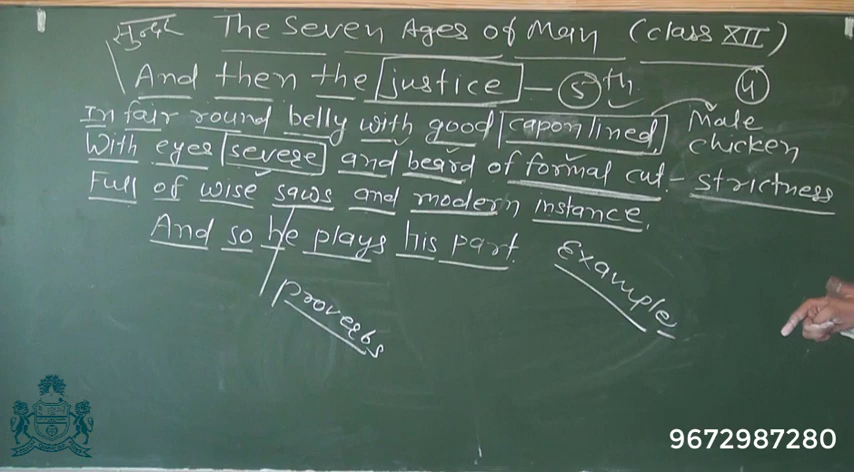 The Seven Ages of Man (class XII)
And then the justice - 5th 4
In fair round belly with good capon lined, Male chicken
With eyes severe and beard of formal cut. - strictness
Full of wise saws and modern instance.
And so he plays his part. Example
Proverbs
9672987280